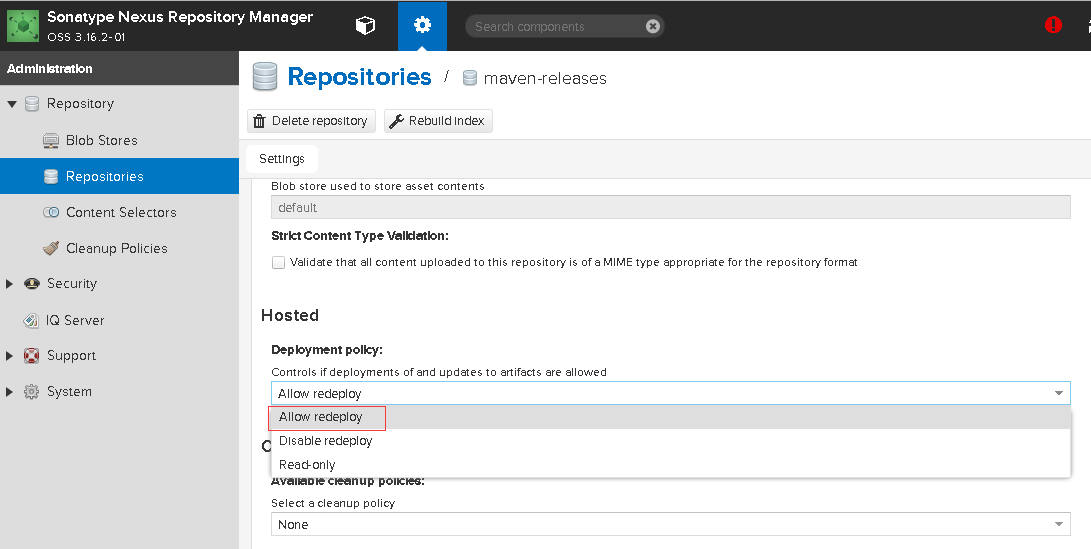 Sonatype Nexus Repository Manager
OSS 3.16.2-01
Search components
Administration
Repository
Blob Stores
Repositories
Content Selectors
Cleanup Policies
Security
IQ Server
Support
System
Repositories / maven-releases
Delete repository
Rebuild index
Settings
Blob store used to store asset contents
default
Strict Content Type Validation:
Validate that all content uploaded to this repository is of a MIME type appropriate for the repository format
Hosted
Deployment policy:
Controls if deployments of and updates to artifacts are allowed
Allow redeploy
Allow redeploy
Disable redeploy
Read-only
Available cleanup policies:
Select a cleanup policy
None